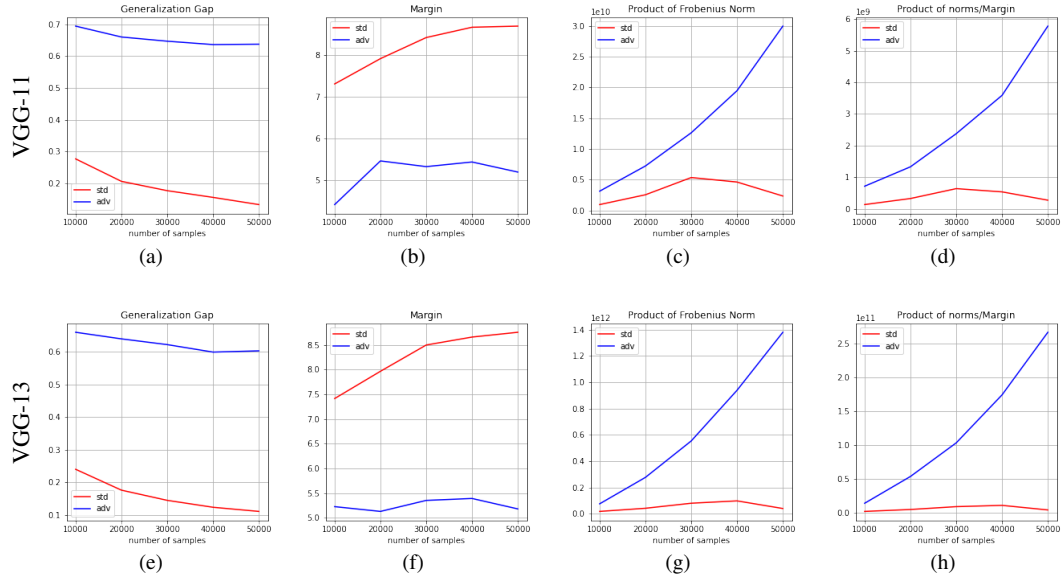 VGG-11
Generalization Gap
0.7
0.6
0.5
0.4
0.3
0.2
std
adv
10000 20000 30000 40000 50000
number of samples
(a)
Margin
8
7
6
5
std
adv
10000 20000 30000 40000 50000
number of samples
(b)
Product of Frobenius Norm
1e10
3.0
2.5
2.0
1.5
1.0
0.5
0.0
std
adv
10000 20000 30000 40000 50000
number of samples
(c)
Product of norms/Margin
1e9
6
5
4
3
2
1
0
std
adv
10000 20000 30000 40000 50000
number of samples
(d)
VGG-13
Generalization Gap
0.6
0.5
0.4
0.3
0.2
0.1
std
adv
10000 20000 30000 40000 50000
number of samples
(e)
Margin
8.5
8.0
7.5
7.0
6.5
6.0
5.5
5.0
std
adv
10000 20000 30000 40000 50000
number of samples
(f)
Product of Frobenius Norm
1e12
1.4
1.2
1.0
0.8
0.6
0.4
0.2
0.0
std
adv
10000 20000 30000 40000 50000
number of samples
(g)
Product of norms/Margin
1e11
2.5
2.0
1.5
1.0
0.5
0.0
std
adv
10000 20000 30000 40000 50000
number of samples
(h)